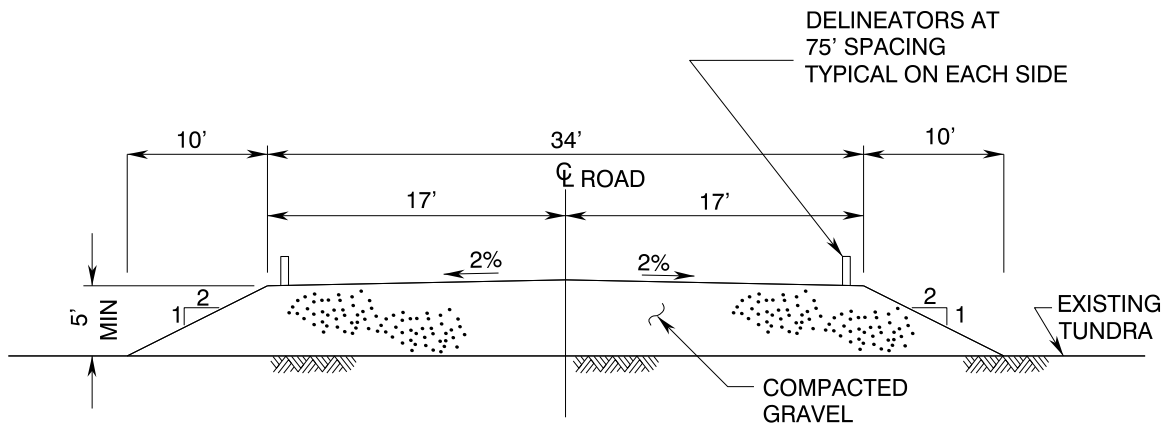 DELINEATORS AT
75' SPACING
TYPICAL ON EACH SIDE
10'
34'
10'
℄ ROAD
17'
17'
2%
2%
5'
MIN
2
1
2
1
EXISTING
TUNDRA
COMPACTED
GRAVEL